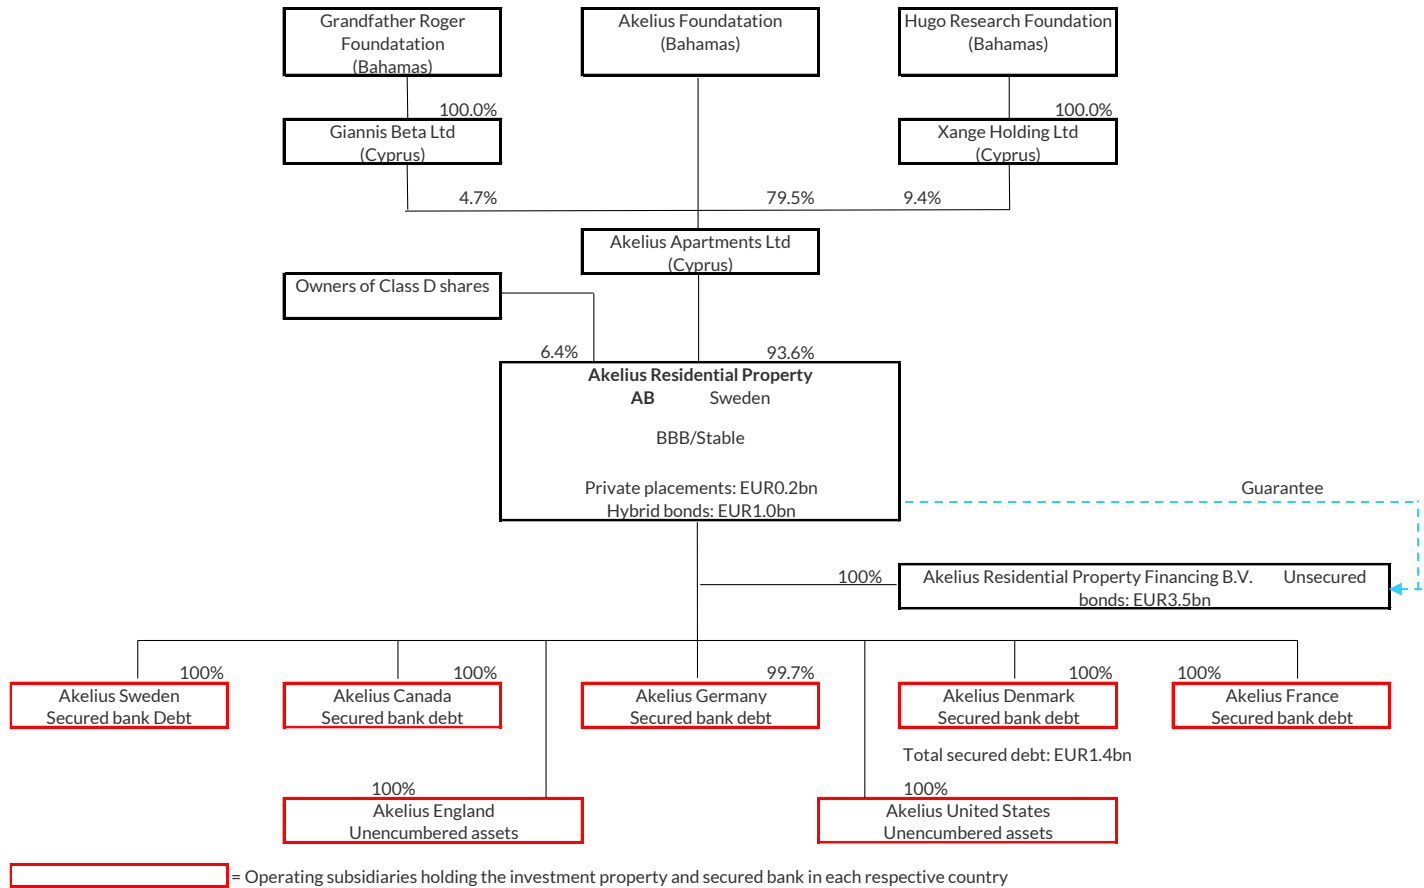 Grandfather Roger
Foundatation
(Bahamas)
Akelius Foundatation
(Bahamas)
Hugo Research Foundation
(Bahamas)
100.0%
100.0%
Giannis Beta Ltd
(Cyprus)
Xange Holding Ltd
(Cyprus)
4.7%
79.5%
9.4%
Akelius Apartments Ltd
(Cyprus)
Owners of Class D shares
6.4%
93.6%
Akelius Residential Property
AB Sweden
BBB/Stable
Private placements: EUR0.2bn
Hybrid bonds: EUR1.0bn
Guarantee
100%
Akelius Residential Property Financing B.V. Unsecured
bonds: EUR3.5bn
100%
100%
99.7%
100%
100%
Akelius Sweden
Secured bank Debt
Akelius Canada
Secured bank debt
Akelius Germany
Secured bank debt
Akelius Denmark
Secured bank debt
Akelius France
Secured bank debt
Total secured debt: EUR1.4bn
100%
100%
Akelius England
Unencumbered assets
Akelius United States
Unencumbered assets
= Operating subsidiaries holding the investment property and secured bank in each respective country